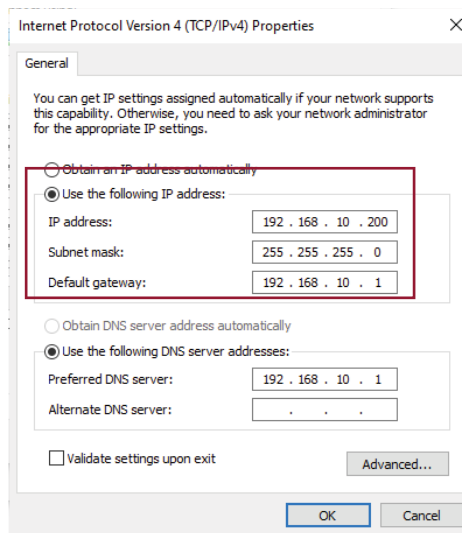 Internet Protocol Version 4 (TCP/IPv4) Properties
General
You can get IP settings assigned automatically if your network supports
this capability. Otherwise, you need to ask your network administrator
for the appropriate IP settings.
Obtain an IP address automatically
Use the following IP address:
IP address: 192 . 168 . 10 . 200
Subnet mask: 255 . 255 . 255 . 0
Default gateway: 192 . 168 . 10 . 1
Obtain DNS server address automatically
Use the following DNS server addresses:
Preferred DNS server: 192 . 168 . 10 . 1
Alternate DNS server: . . .
Validate settings upon exit
Advanced...
OK Cancel